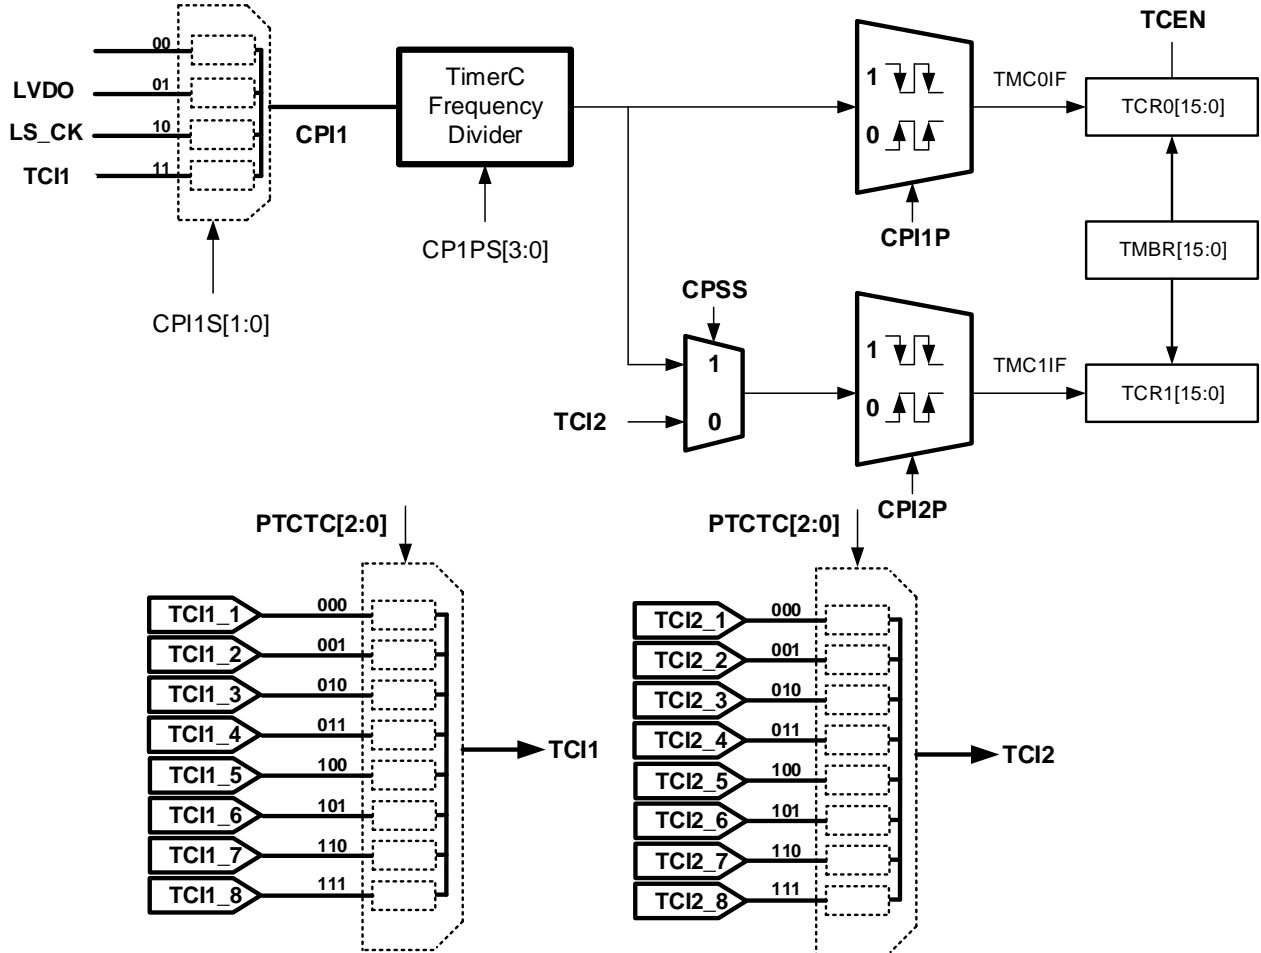 TCEN
00
LVDO
01
LS_CK
10
TCI1
11
CPI1
TimerC
Frequency
Divider
CPI1S[1:0]
CP1PS[3:0]
1
0
CPI1P
TMC0IF
TCR0[15:0]
TMBR[15:0]
CPSS
1
0
TCI2
1
0
CPI2P
TMC1IF
TCR1[15:0]
PTCTC[2:0]
TCI1_1 000
TCI1_2 001
TCI1_3 010
TCI1_4 011
TCI1_5 100
TCI1_6 101
TCI1_7 110
TCI1_8 111
TCI1
PTCTC[2:0]
TCI2_1 000
TCI2_2 001
TCI2_3 010
TCI2_4 011
TCI2_5 100
TCI2_6 101
TCI2_7 110
TCI2_8 111
TCI2